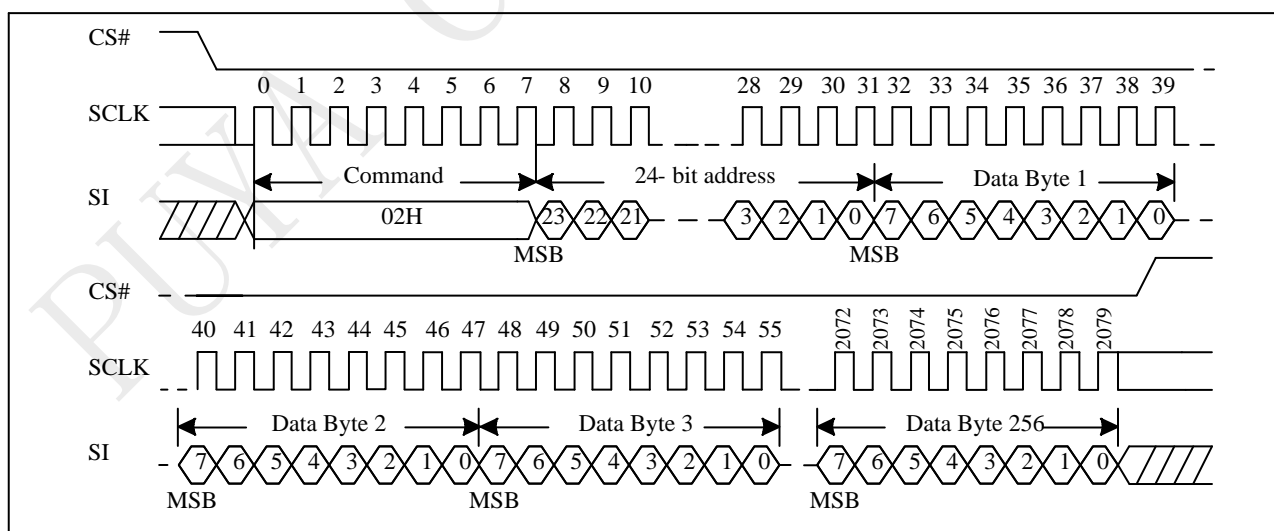 PUYA
CS#
0 1 2 3 4 5 6 7 8 9 10 28 29 30 31 32 33 34 35 36 37 38 39
SCLK
Command 24- bit address Data Byte 1
SI
02H 23 22 21 3 2 1 0 7 6 5 4 3 2 1 0
MSB MSB
CS#
40 41 42 43 44 45 46 47 48 49 50 51 52 53 54 55 2072 2073 2074 2075 2076 2077 2078 2079
SCLK
Data Byte 2 Data Byte 3 Data Byte 256
SI
7 6 5 4 3 2 1 0 7 6 5 4 3 2 1 0 7 6 5 4 3 2 1 0
MSB MSB MSB